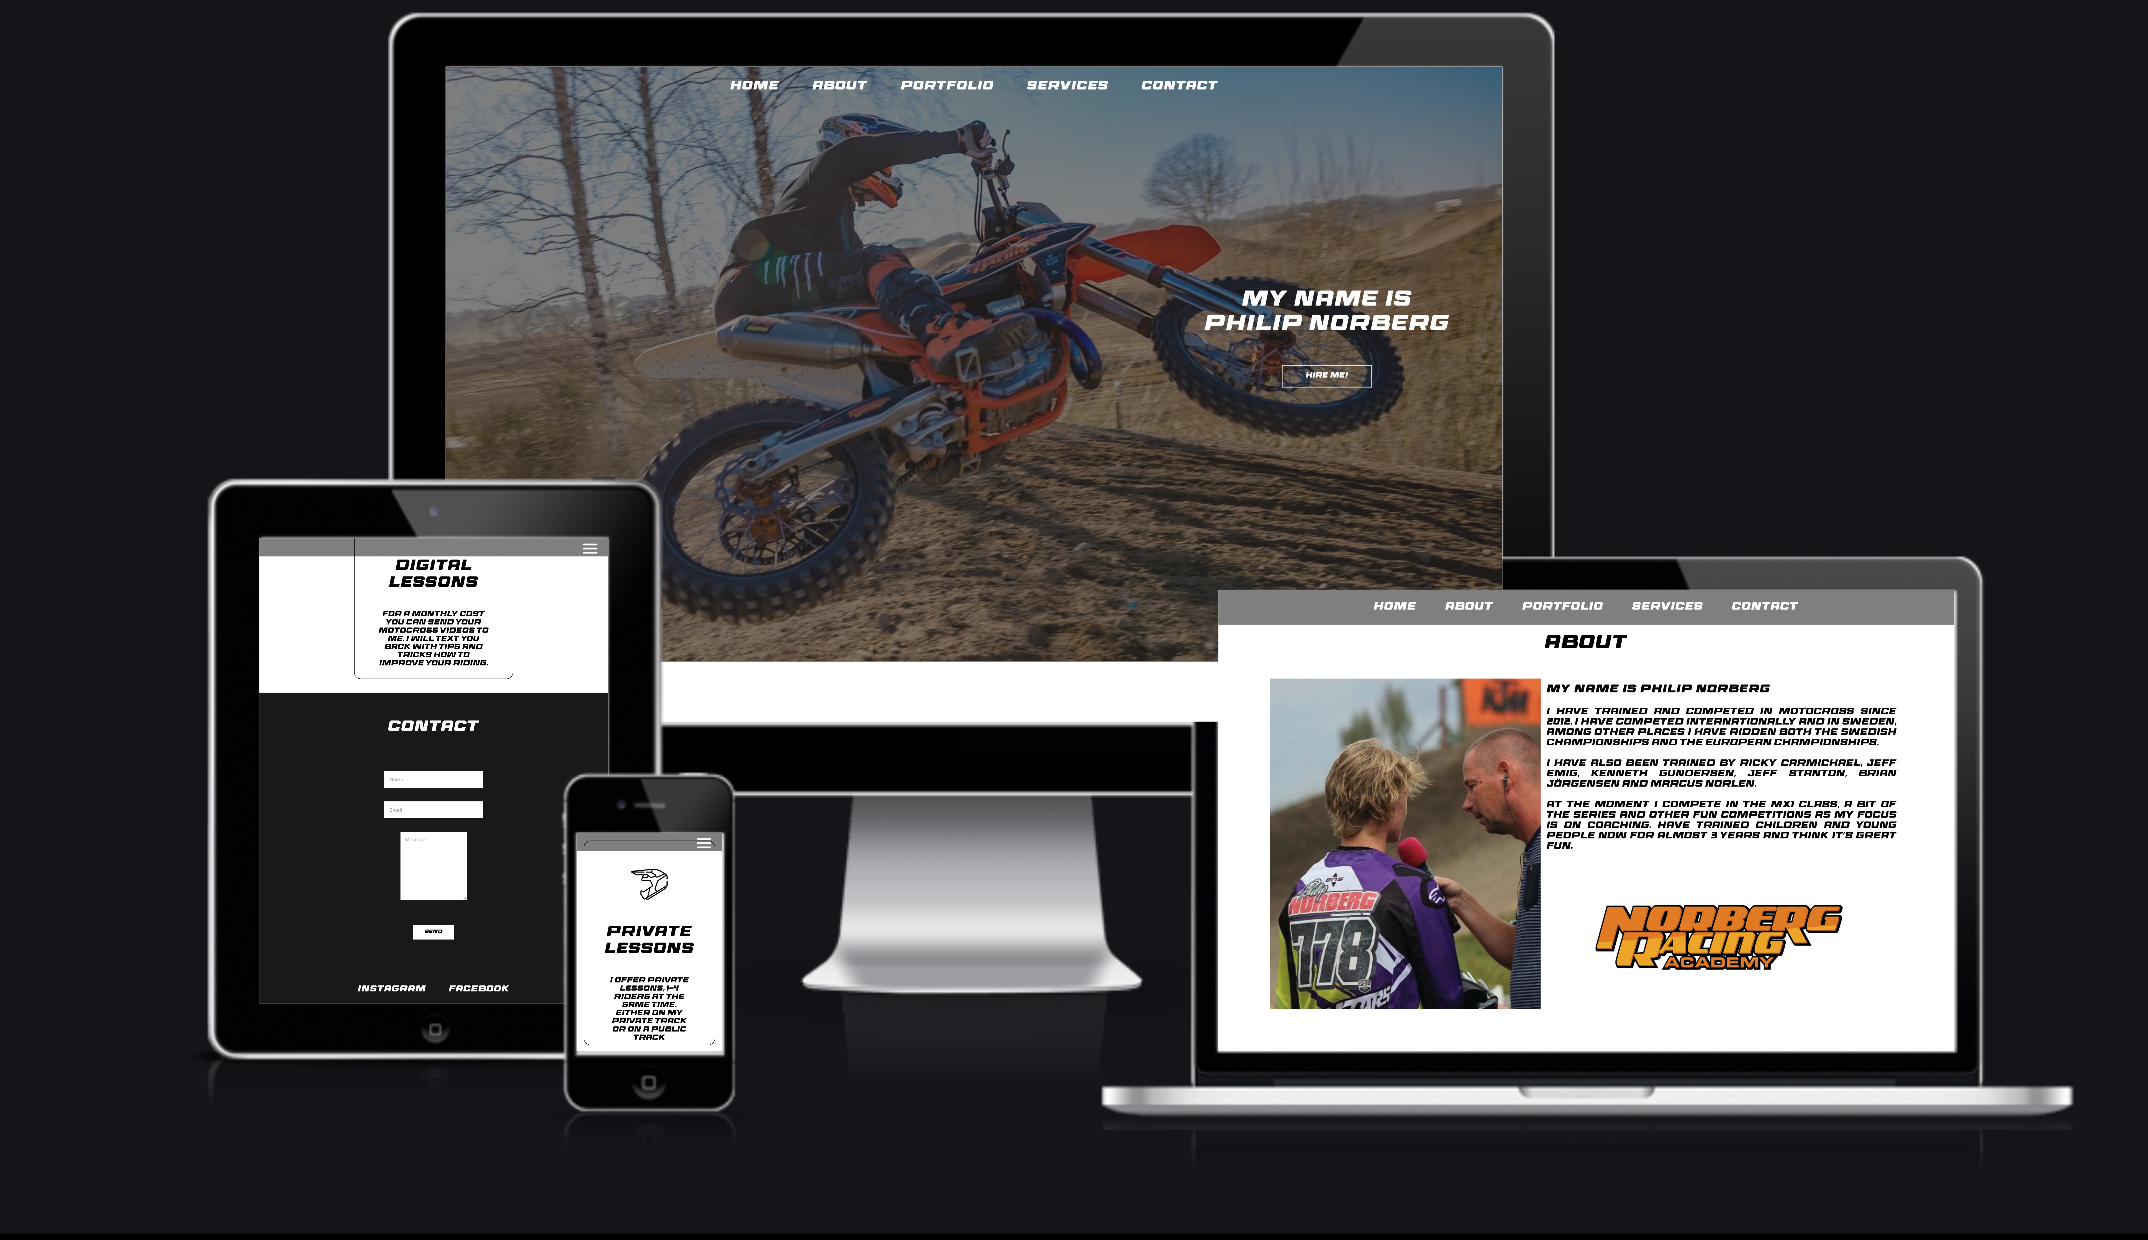 HOME ABOUT PORTFOLIO SERVICES CONTACT
MY NAME IS
PHILIP NORBERG
HIRE ME!
DIGITAL
LESSONS
FOR A MONTHLY COST
YOU CAN SEND YOUR
MOTOCROSS VIDEOS TO
ME. I WILL TEXT YOU
BACK WITH TIPS AND
TRICKS HOW TO
IMPROVE YOUR RIDING.
CONTACT
Name
Email
Message
SEND
INSTAGRAM FACEBOOK
PRIVATE
LESSONS
I OFFER PRIVATE
LESSONS, 1-4
RIDERS AT THE
SAME TIME.
EITHER ON MY
PRIVATE TRACK
OR ON A PUBLIC
TRACK
HOME ABOUT PORTFOLIO SERVICES CONTACT
ABOUT
MY NAME IS PHILIP NORBERG
I HAVE TRAINED AND COMPETED IN MOTOCROSS SINCE
2012. I HAVE COMPETED INTERNATIONALLY AND IN SWEDEN,
AMONG OTHER PLACES I HAVE RIDDEN BOTH THE SWEDISH
CHAMPIONSHIPS AND THE EUROPEAN CHAMPIONSHIPS.
I HAVE ALSO BEEN TRAINED BY RICKY CARMICHAEL, JEFF
EMIG, KENNETH GUNDERSEN, JEFF STANTON, BRIAN
JÖRGENSEN AND MARCUS NORLEN.
AT THE MOMENT I COMPETE IN THE MX1 CLASS, A BIT OF
THE SERIES AND OTHER FUN COMPETITIONS AS MY FOCUS
IS ON COACHING. HAVE TRAINED CHILDREN AND YOUNG
PEOPLE NOW FOR ALMOST 3 YEARS AND THINK IT'S GREAT
FUN.
KTM
ans
NORBERG
778
NORBERG
RACING
ACADEMY